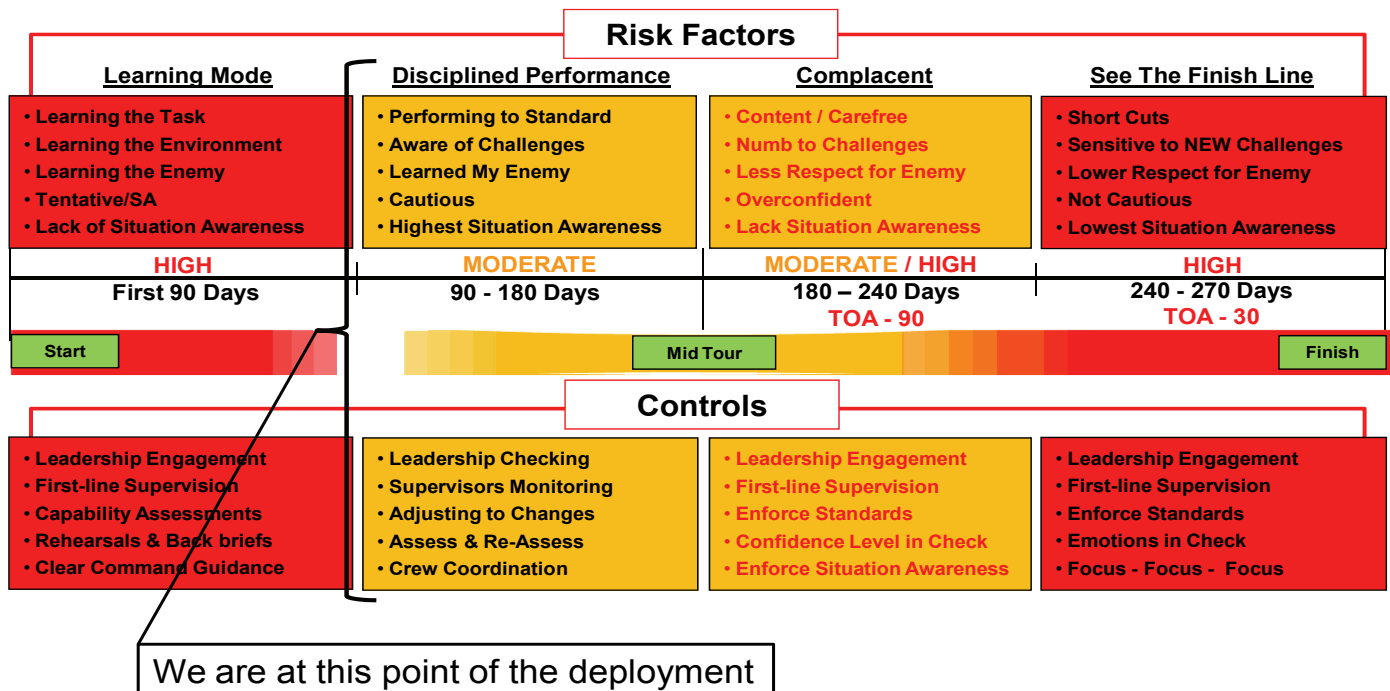 Risk Factors
Learning Mode
• Learning the Task
• Learning the Environment
• Learning the Enemy
• Tentative/SA
• Lack of Situation Awareness
HIGH
First 90 Days
Disciplined Performance
• Performing to Standard
• Aware of Challenges
• Learned My Enemy
• Cautious
• Highest Situation Awareness
MODERATE
90 - 180 Days
Complacent
• Content / Carefree
• Numb to Challenges
• Less Respect for Enemy
• Overconfident
• Lack Situation Awareness
MODERATE / HIGH
180 – 240 Days
TOA - 90
See The Finish Line
• Short Cuts
• Sensitive to NEW Challenges
• Lower Respect for Enemy
• Not Cautious
• Lowest Situation Awareness
HIGH
240 - 270 Days
TOA - 30
Start
Mid Tour
Finish
Controls
• Leadership Engagement
• First-line Supervision
• Capability Assessments
• Rehearsals & Back briefs
• Clear Command Guidance
• Leadership Checking
• Supervisors Monitoring
• Adjusting to Changes
• Assess & Re-Assess
• Crew Coordination
• Leadership Engagement
• First-line Supervision
• Enforce Standards
• Confidence Level in Check
• Enforce Situation Awareness
• Leadership Engagement
• First-line Supervision
• Enforce Standards
• Emotions in Check
• Focus - Focus - Focus
We are at this point of the deployment